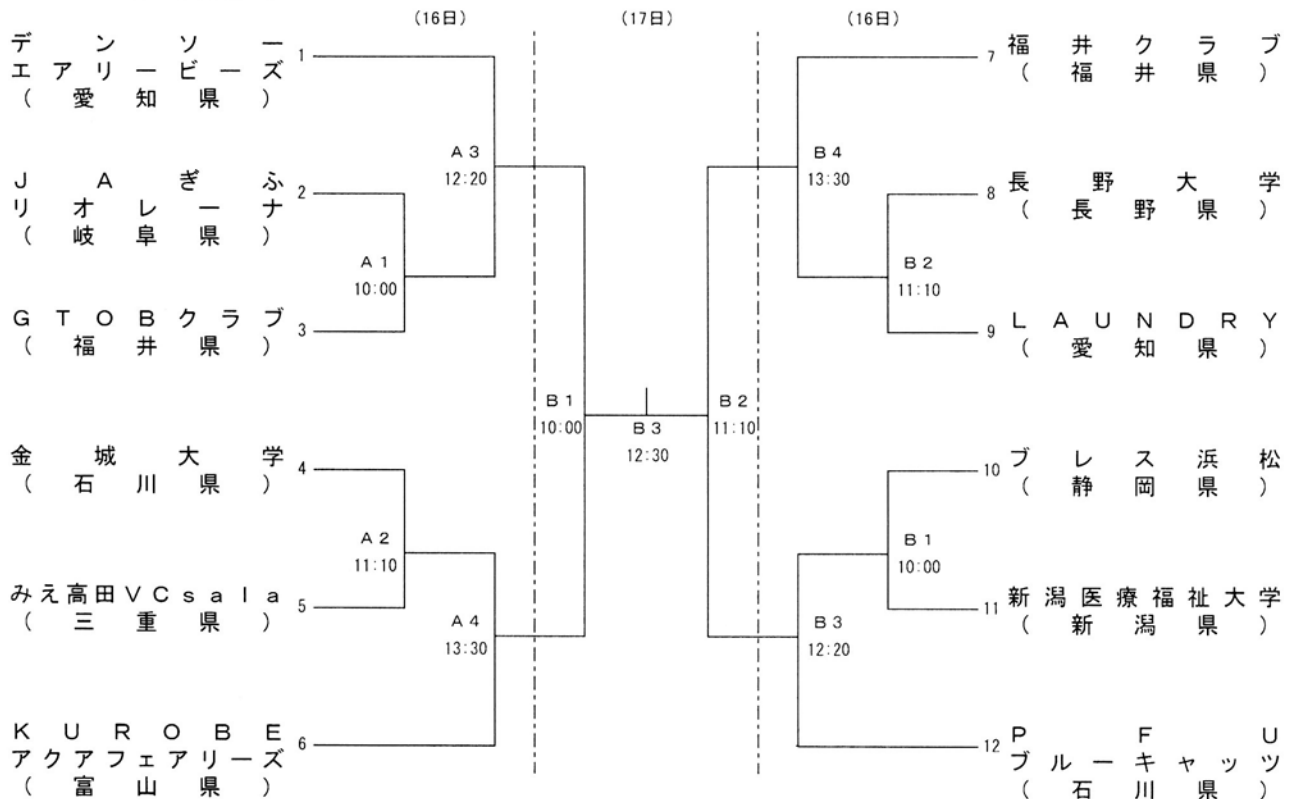 (16日)
(17日)
(16日)
デンソー
エアリービーズ
(愛知県)
1
JAぎふ
リオレーナ
(岐阜県)
2
GTOBクラブ
(福井県)
3
金城大学
(石川県)
4
みえ高田VCsala
(三重県)
5
KUROBE
アクアフェアリーズ
(富山県)
6
A3
12:20
A1
10:00
A2
11:10
A4
13:30
B1
10:00
B3
12:30
B2
11:10
B4
13:30
B2
11:10
B1
10:00
B3
12:20
7
福井クラブ
(福井県)
8
長野大学
(長野県)
9
LAUNDRY
(愛知県)
10
ブレス浜松
(静岡県)
11
新潟医療福祉大学
(新潟県)
12
PFU
ブルーキャッツ
(石川県)